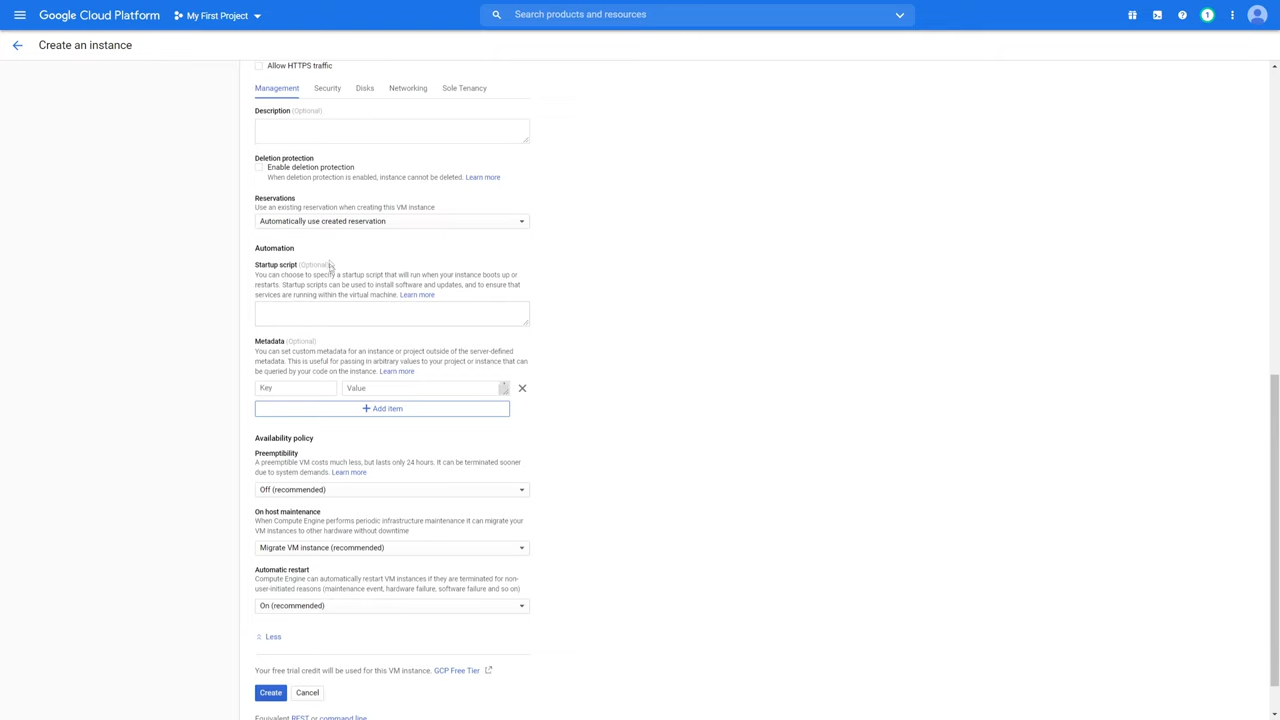 Google Cloud Platform
My First Project
Search products and resources
1
Create an instance
Allow HTTPS traffic
Management Security Disks Networking Sole Tenancy
Description (Optional)
Deletion protection
Enable deletion protection
When deletion protection is enabled, instance cannot be deleted. Learn more
Reservations
Use an existing reservation when creating this VM instance
Automatically use created reservation
Automation
Startup script (Optional)
You can choose to specify a startup script that will run when your instance boots up or
restarts. Startup scripts can be used to install software and updates, and to ensure that
services are running within the virtual machine. Learn more
Metadata (Optional)
You can set custom metadata for an instance or project outside of the server-defined
metadata. This is useful for passing in arbitrary values to your project or instance that can
be queried by your code on the instance. Learn more
Key Value
Add item
Availability policy
Preemptibility
A preemptible VM costs much less, but lasts only 24 hours. It can be terminated sooner
due to system demands. Learn more
Off (recommended)
On host maintenance
When Compute Engine performs periodic infrastructure maintenance it can migrate your
VM instances to other hardware without downtime
Migrate VM instance (recommended)
Automatic restart
Compute Engine can automatically restart VM instances if they are terminated for non-
user-initiated reasons (maintenance event, hardware failure, software failure and so on)
On (recommended)
Less
Your free trial credit will be used for this VM instance. GCP Free Tier
Create Cancel
Equivalent REST or command line